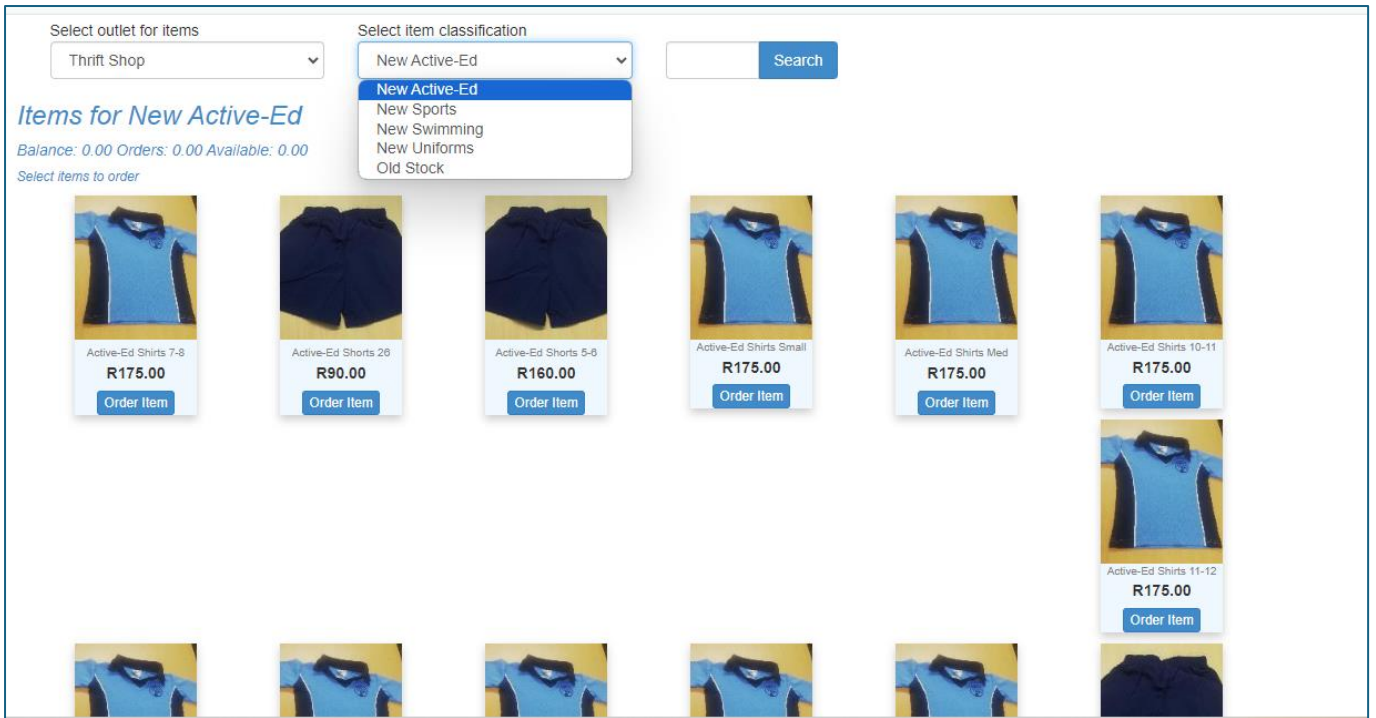 Select outlet for items
Select item classification
Thrift Shop
New Active-Ed
Search
New Active-Ed
New Sports
New Swimming
New Uniforms
Old Stock
Items for New Active-Ed
Balance: 0.00 Orders: 0.00 Available: 0.00
Select items to order
Active-Ed Shirts 7-8
R175.00
Order Item
Active-Ed Shorts 26
R90.00
Order Item
Active-Ed Shorts 5-6
R160.00
Order Item
Active-Ed Shirts Small
R175.00
Order Item
Active-Ed Shirts Med
R175.00
Order Item
Active-Ed Shirts 10-11
R175.00
Order Item
Active-Ed Shirts 11-12
R175.00
Order Item